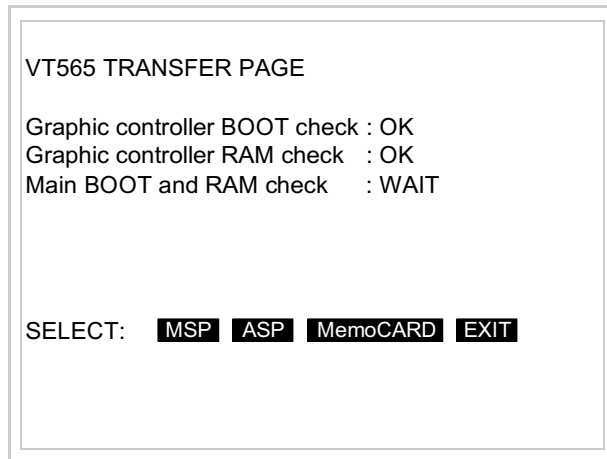 VT565 TRANSFER PAGE
Graphic controller BOOT check : OK
Graphic controller RAM check : OK
Main BOOT and RAM check : WAIT
SELECT: MSP ASP MemoCARD EXIT